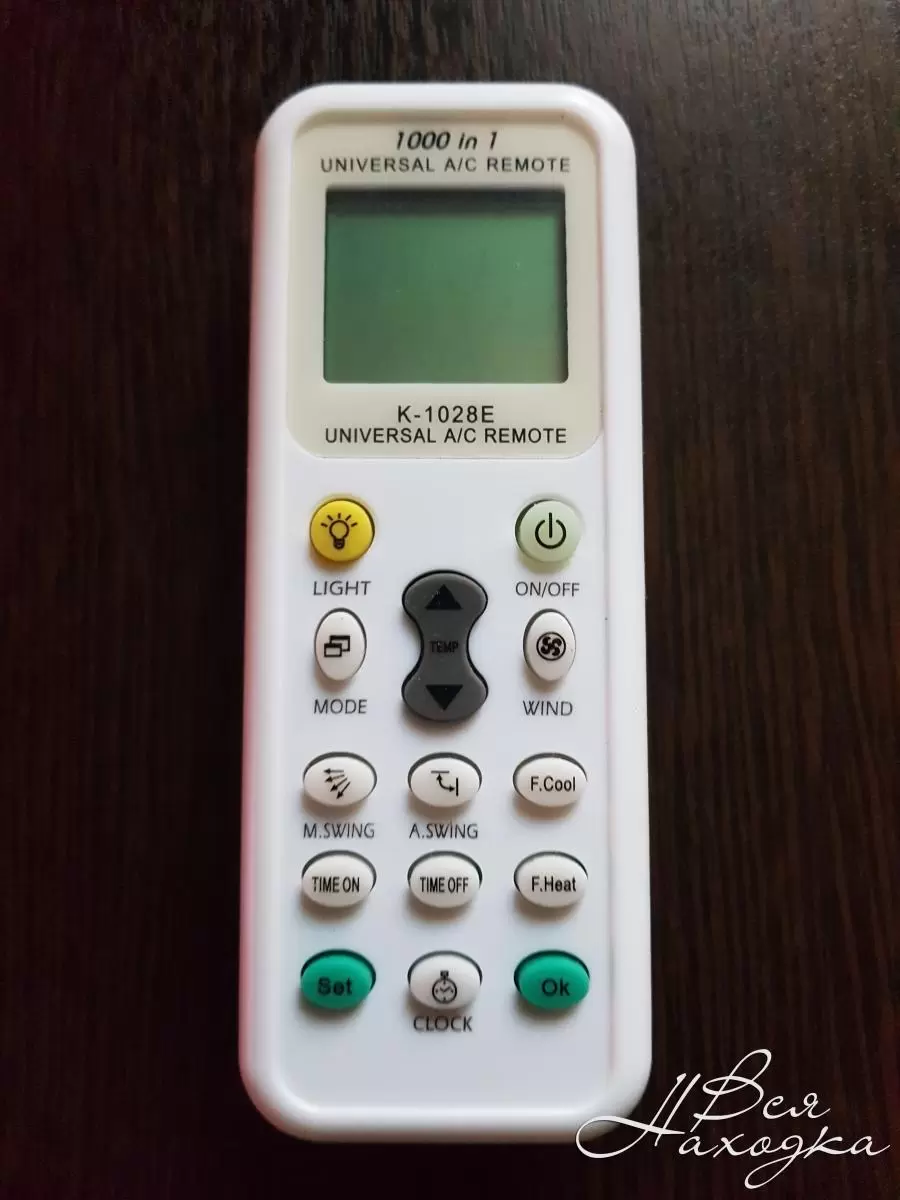 1000 in 1
UNIVERSAL A/C REMOTE
K-1028E
UNIVERSAL A/C REMOTE
LIGHT
ON/OFF
TEMP
MODE
WIND
F.Cool
M.SWING
A.SWING
TIME ON
TIME OFF
F.Heat
Set
Ok
CLOCK
Вся
Находка